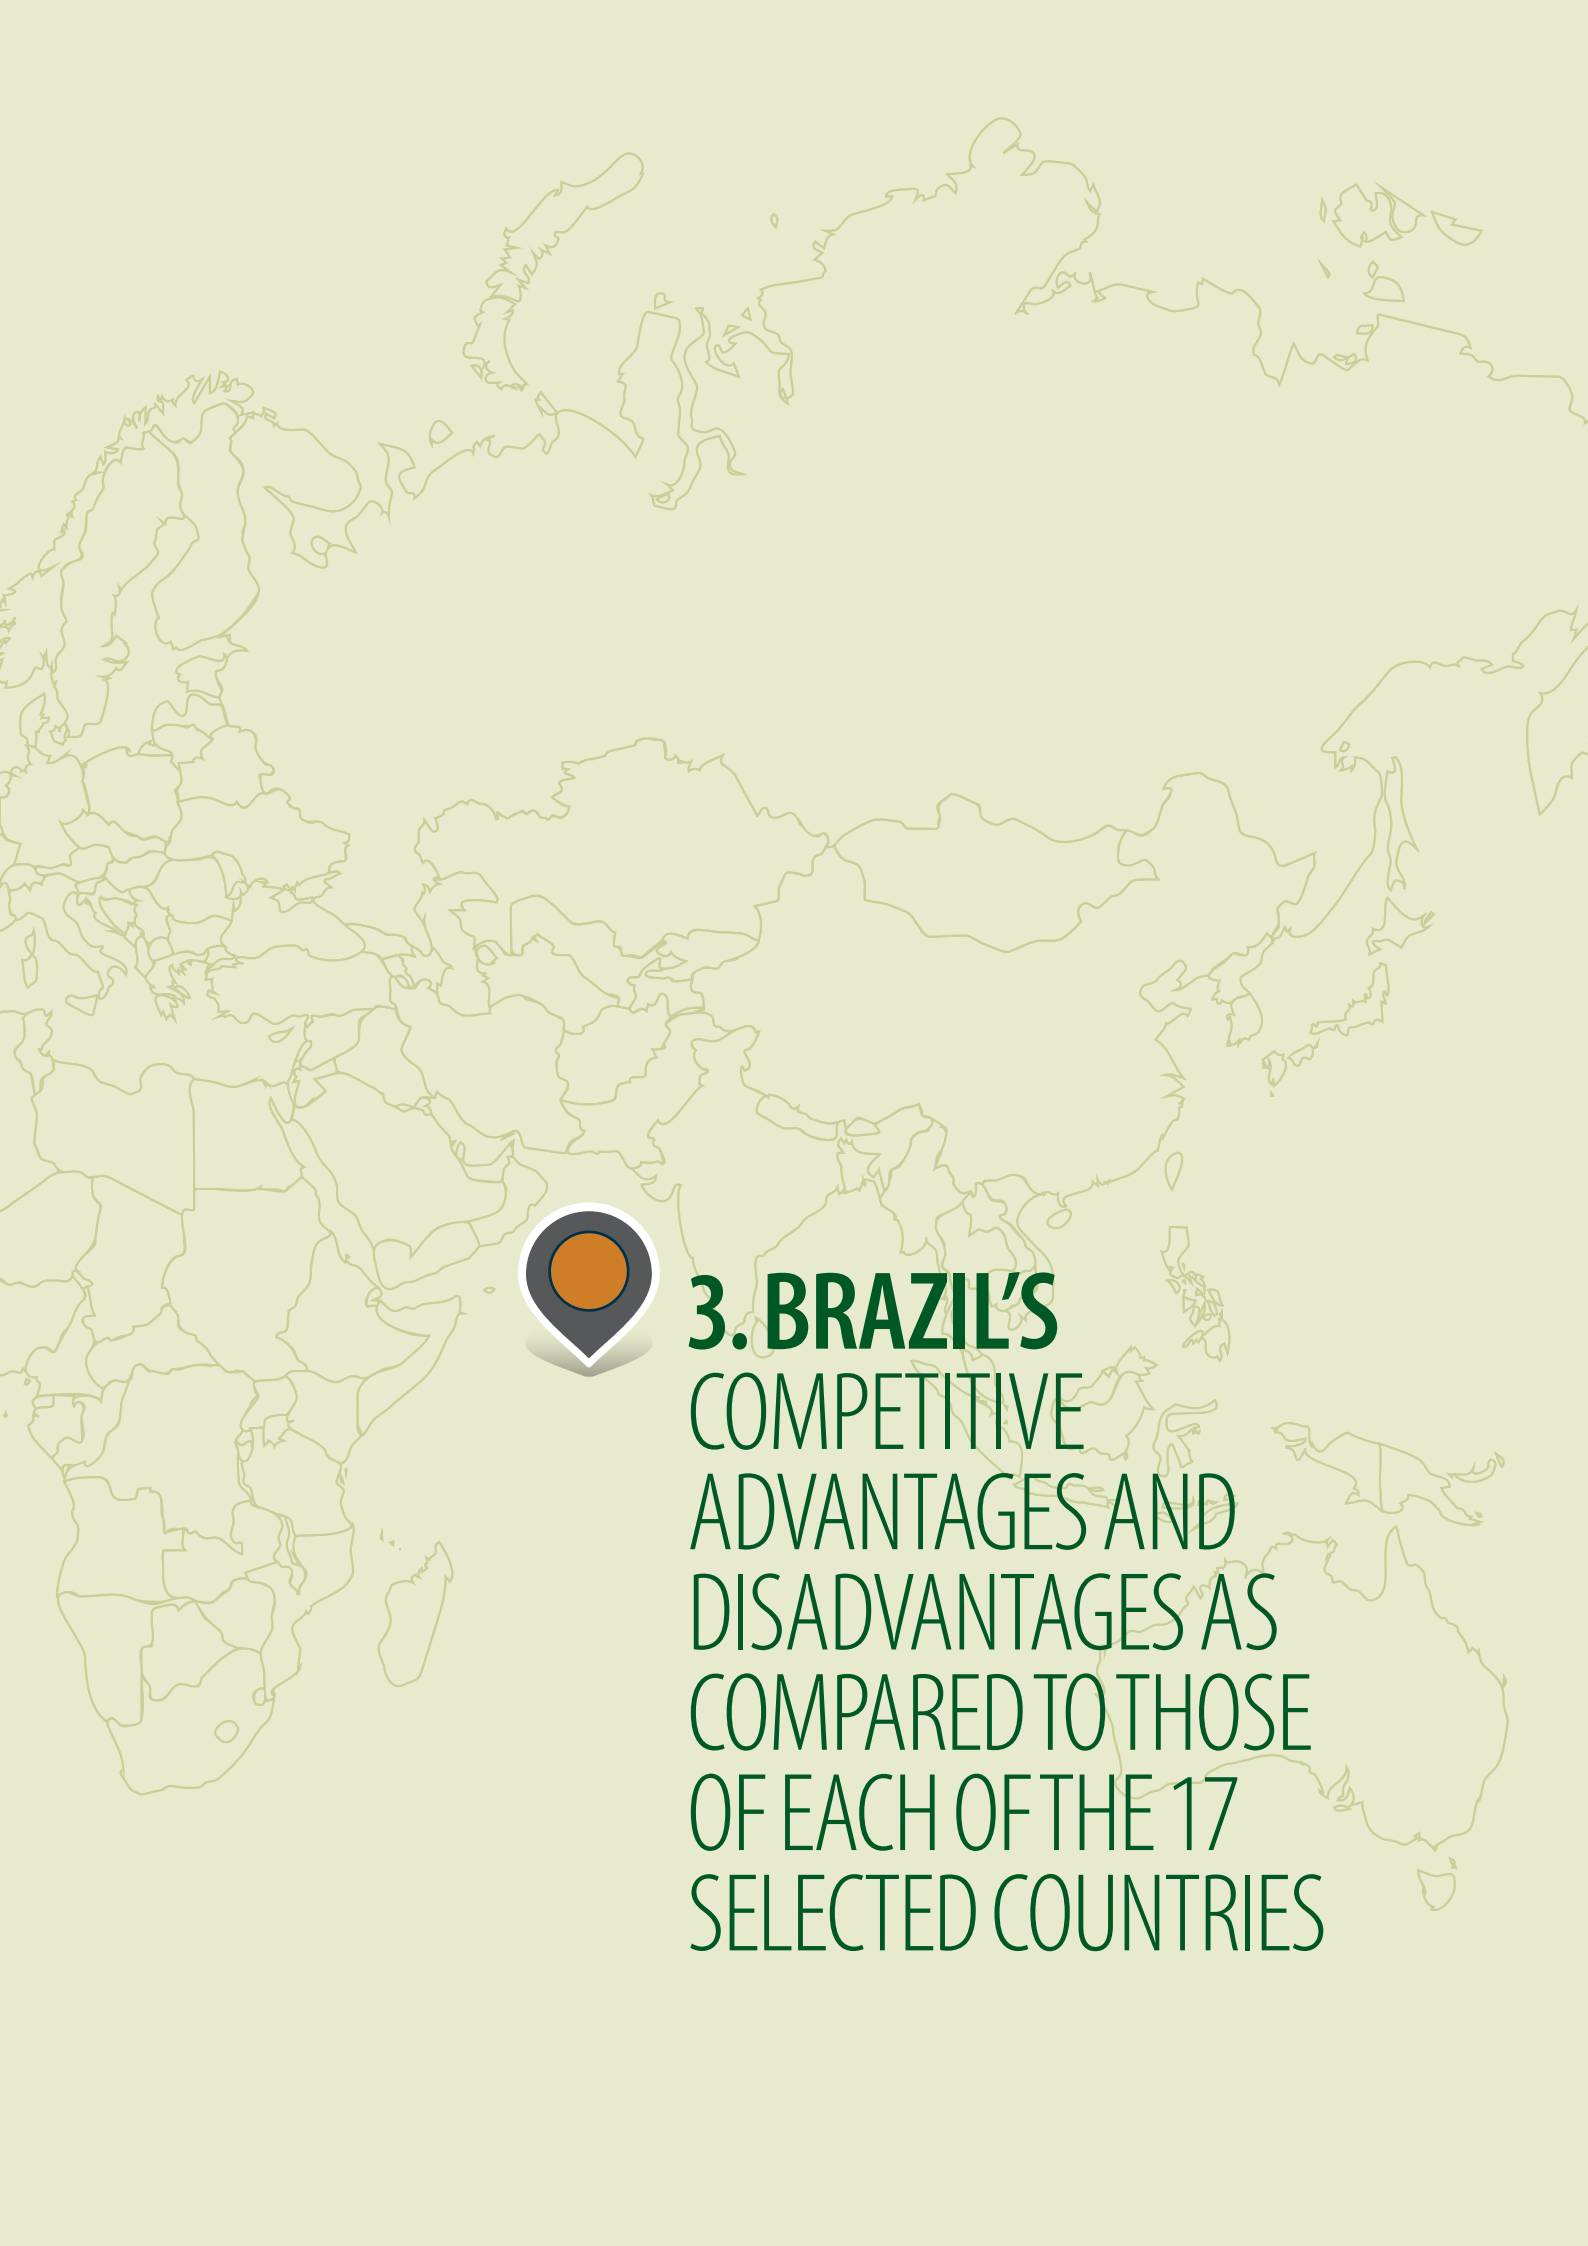 3. BRAZIL’S
COMPETITIVE
ADVANTAGES AND
DISADVANTAGES AS
COMPARED TO THOSE
OF EACH OF THE 17
SELECTED COUNTRIES